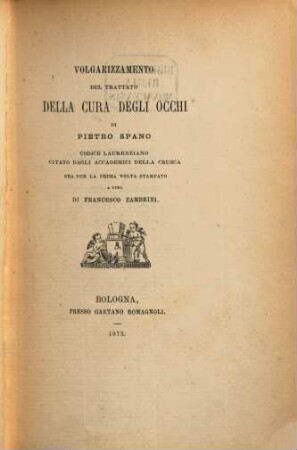 VOLGARIZZAMENTO
DEL TRATTATO
DELLA CURA DEGLI OCCHI
DI
PIETRO SPANO
CODICE LAURENZIANO
CITATO DAGLI ACCADEMICI DELLA CRUSCA
ORA PER LA PRIMA VOLTA STAMPATO
A CURA
DI FRANCESCO ZAMBRINI.
BOLOGNA,
PRESSO GAETANO ROMAGNOLI.
1873.